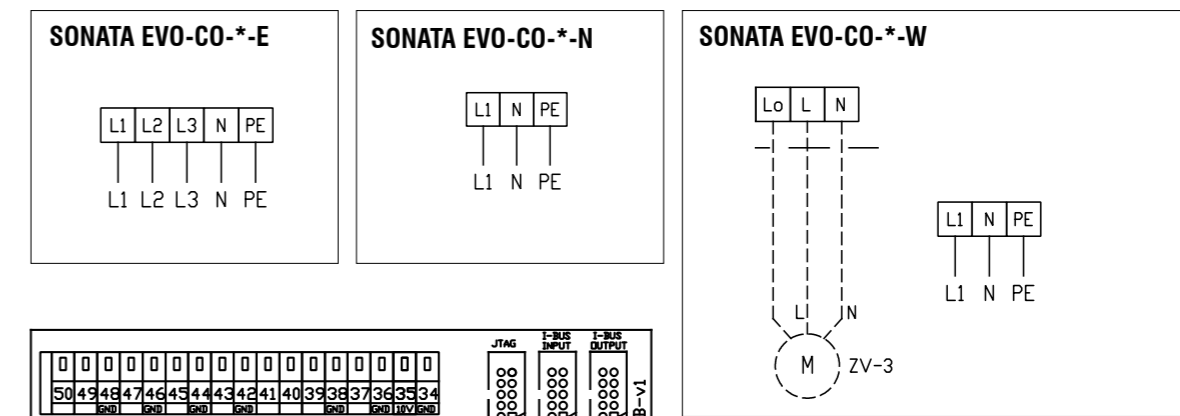 SONATA EVO-CO-*-E
L1 L2 L3 N PE
L1 L2 L3 N PE
SONATA EVO-CO-*-N
L1 N PE
L1 N PE
SONATA EVO-CO-*-W
Lo L N
L N
M ZV-3
L1 N PE
L1 N PE
50 49 48 47 46 45 44 43 42 41 40 39 38 37 36 35 34
GND GND GND GND GND GND 10V GND
JTAG
I-BUS
INPUT
I-BUS
OUTPUT
B-v1